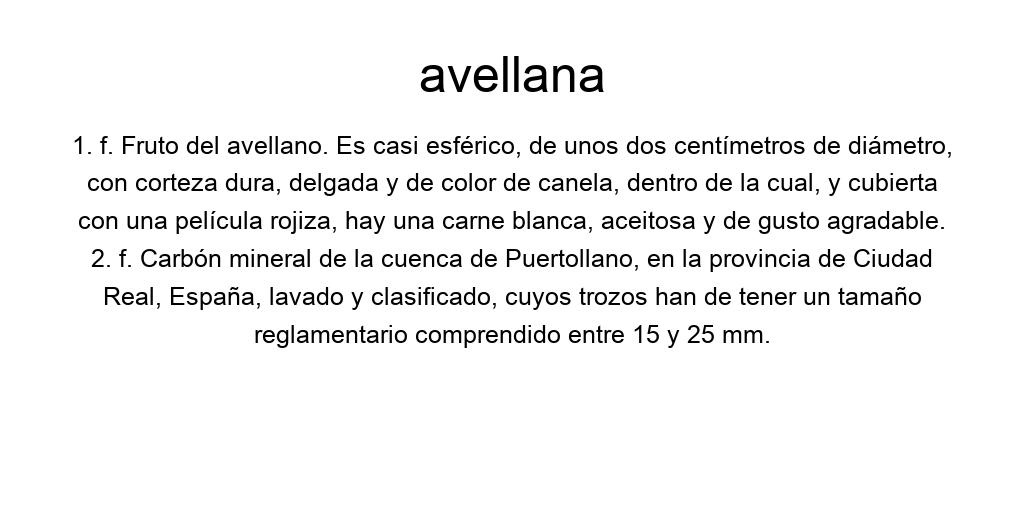 avellana
1. f. Fruto del avellano. Es casi esférico, de unos dos centímetros de diámetro,
con corteza dura, delgada y de color de canela, dentro de la cual, y cubierta
con una película rojiza, hay una carne blanca, aceitosa y de gusto agradable.
2. f. Carbón mineral de la cuenca de Puertollano, en la provincia de Ciudad
Real, España, lavado y clasificado, cuyos trozos han de tener un tamaño
reglamentario comprendido entre 15 y 25 mm.